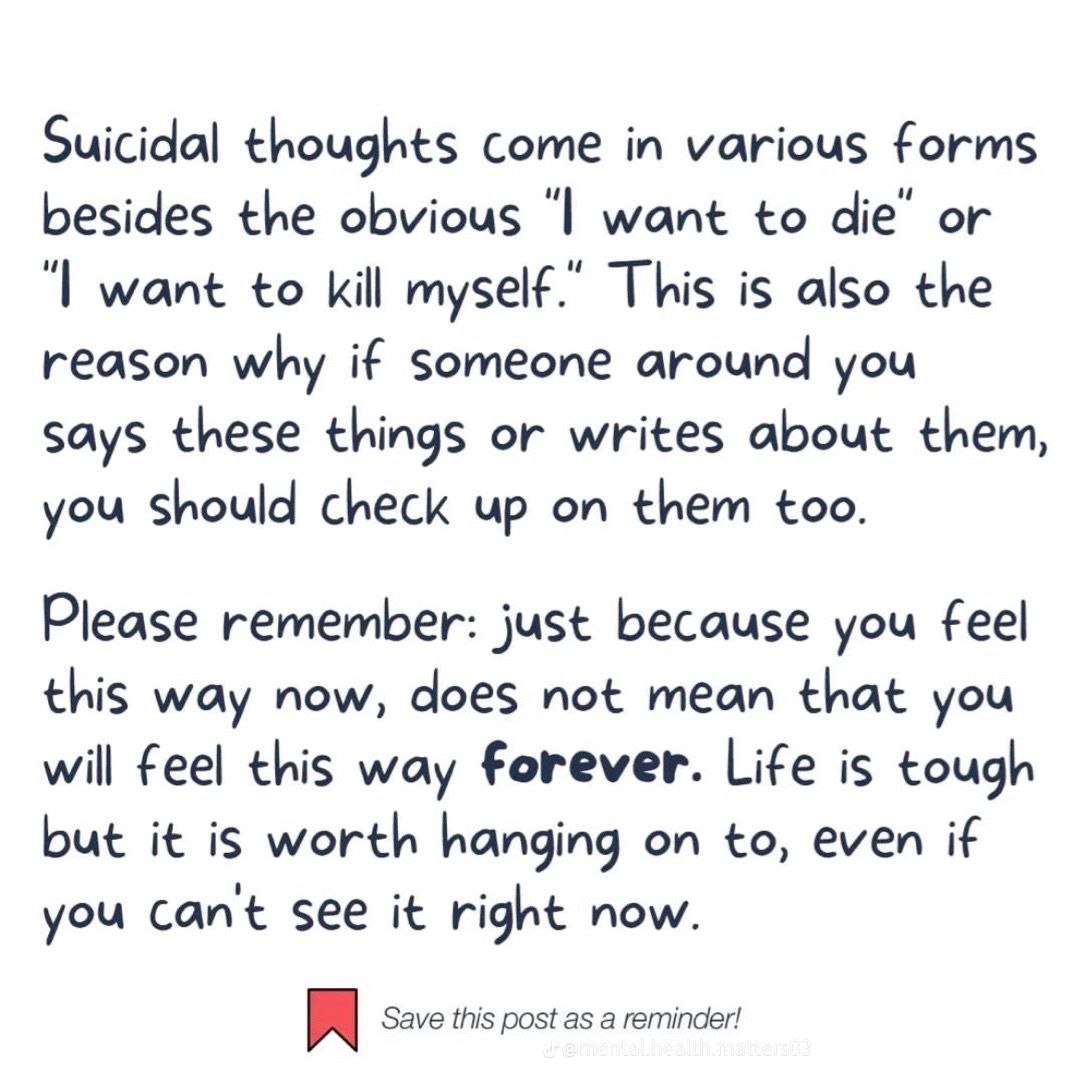 Suicidal thoughts come in various forms
besides the obvious "I want to die" or
"I want to kill myself." This is also the
reason why if someone around you
says these things or writes about them,
you should check up on them too.
Please remember: just because you feel
this way now, does not mean that you
will feel this way forever. Life is tough
but it is worth hanging on to, even if
you can't see it right now.
Save this post as a reminder!
@mental.health.matters03